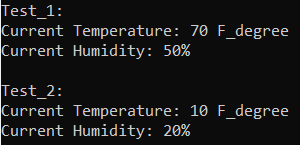 Test_1:
Current Temperature: 70 F_degree
Current Humidity: 50%
Test_2:
Current Temperature: 10 F_degree
Current Humidity: 20%